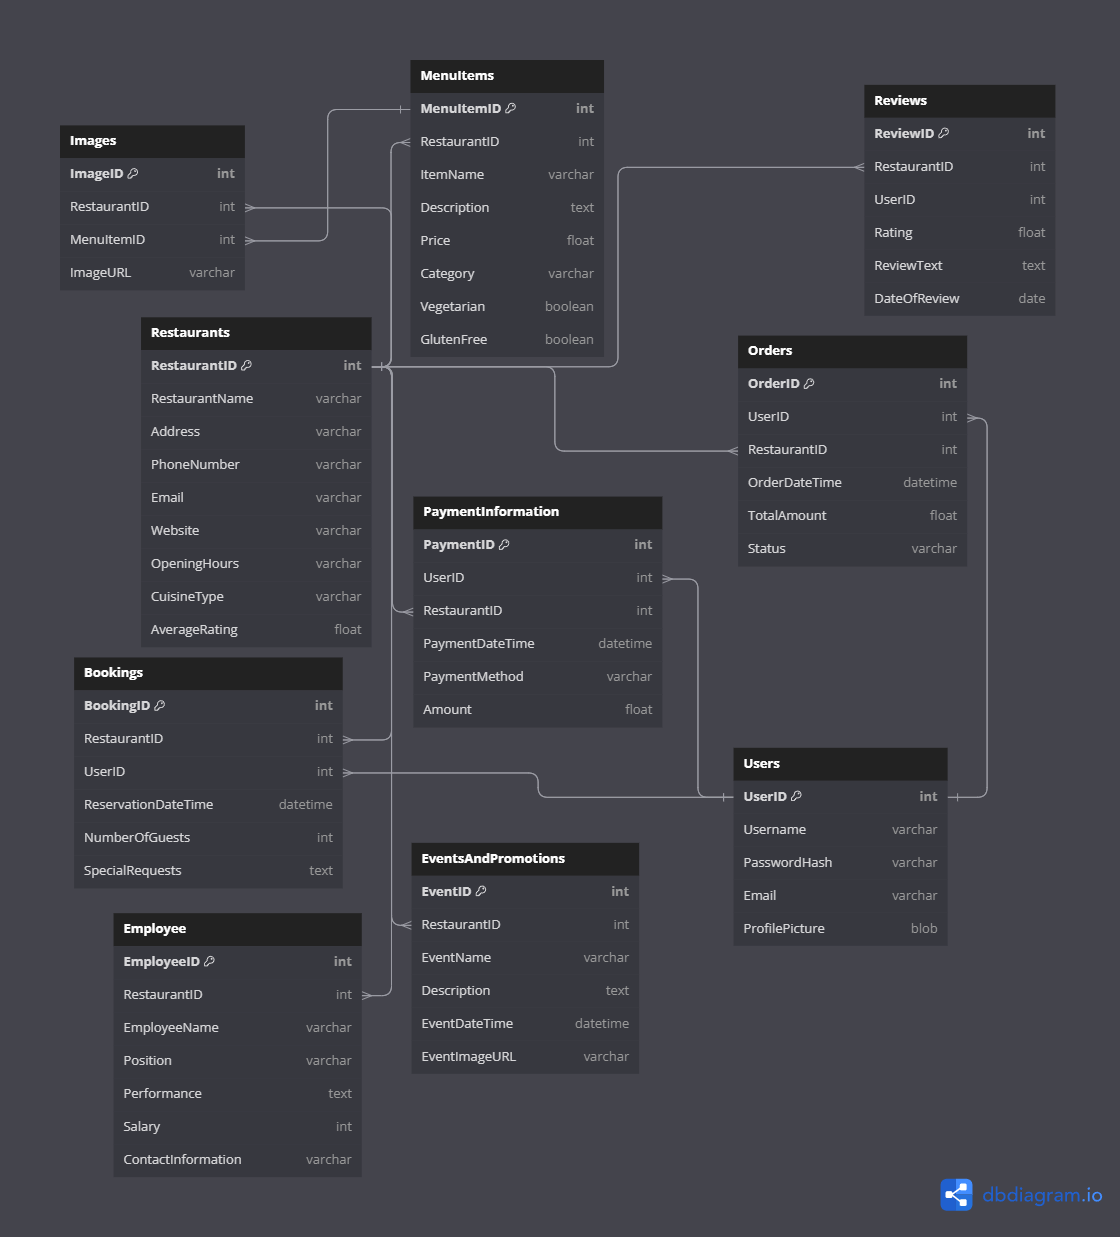 MenuItems
MenuItemID int
RestaurantID int
ItemName varchar
Description text
Price float
Category varchar
Vegetarian boolean
GlutenFree boolean
Reviews
ReviewID int
RestaurantID int
UserID int
Rating float
ReviewText text
DateOfReview date
Images
ImageID int
RestaurantID int
MenuItemID int
ImageURL varchar
Restaurants
RestaurantID int
RestaurantName varchar
Address varchar
PhoneNumber varchar
Email varchar
Website varchar
OpeningHours varchar
CuisineType varchar
AverageRating float
Orders
OrderID int
UserID int
RestaurantID int
OrderDateTime datetime
TotalAmount float
Status varchar
PaymentInformation
PaymentID int
UserID int
RestaurantID int
PaymentDateTime datetime
PaymentMethod varchar
Amount float
Bookings
BookingID int
RestaurantID int
UserID int
ReservationDateTime datetime
NumberOfGuests int
SpecialRequests text
Users
UserID int
Username varchar
PasswordHash varchar
Email varchar
ProfilePicture blob
EventsAndPromotions
EventID int
RestaurantID int
EventName varchar
Description text
EventDateTime datetime
EventImageURL varchar
Employee
EmployeeID int
RestaurantID int
EmployeeName varchar
Position varchar
Performance text
Salary int
ContactInformation varchar
dbdiagram.io